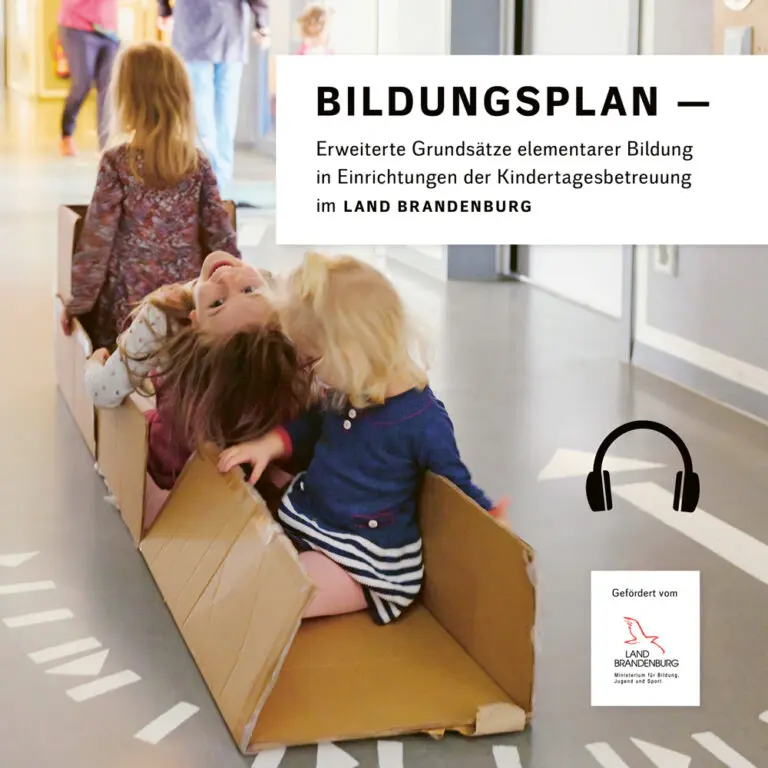 BILDUNGSPLAN —
Erweiterte Grundsätze elementarer Bildung
in Einrichtungen der Kindertagesbetreuung
im LAND BRANDENBURG
Gefördert vom
LAND
BRANDENBURG
Ministerium für Bildung,
Jugend und Sport